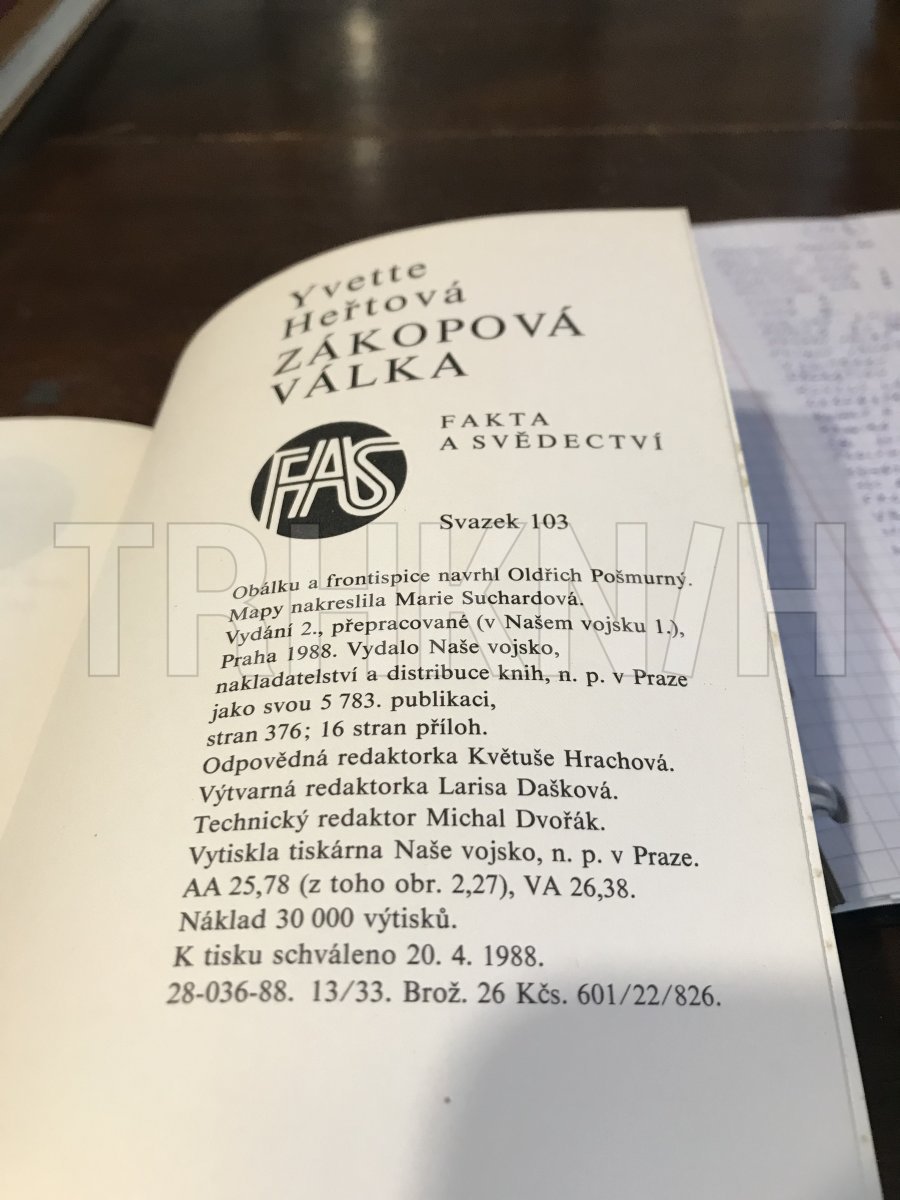 Yvette
Heřtová
ZÁKOPOVÁ
VÁLKA
FAS
FAKTA
A SVĚDECTVÍ
Svazek 103
TRHKNIH
Obálku a frontispice navrhl Oldřich Pošmurný.
Mapy nakreslila Marie Suchardová.
Vydání 2., přepracované (v Našem vojsku 1.),
Praha 1988. Vydalo Naše vojsko,
nakladatelství a distribuce knih, n. p. v Praze
jako svou 5 783. publikaci,
stran 376; 16 stran příloh.
Odpovědná redaktorka Květuše Hrachová.
Výtvarná redaktorka Larisa Dašková.
Technický redaktor Michal Dvořák.
Vytiskla tiskárna Naše vojsko, n. p. v Praze.
AA 25,78 (z toho obr. 2,27), VA 26,38.
Náklad 30 000 výtisků.
K tisku schváleno 20. 4. 1988.
28-036-88. 13/33. Brož. 26 Kčs. 601/22/826.